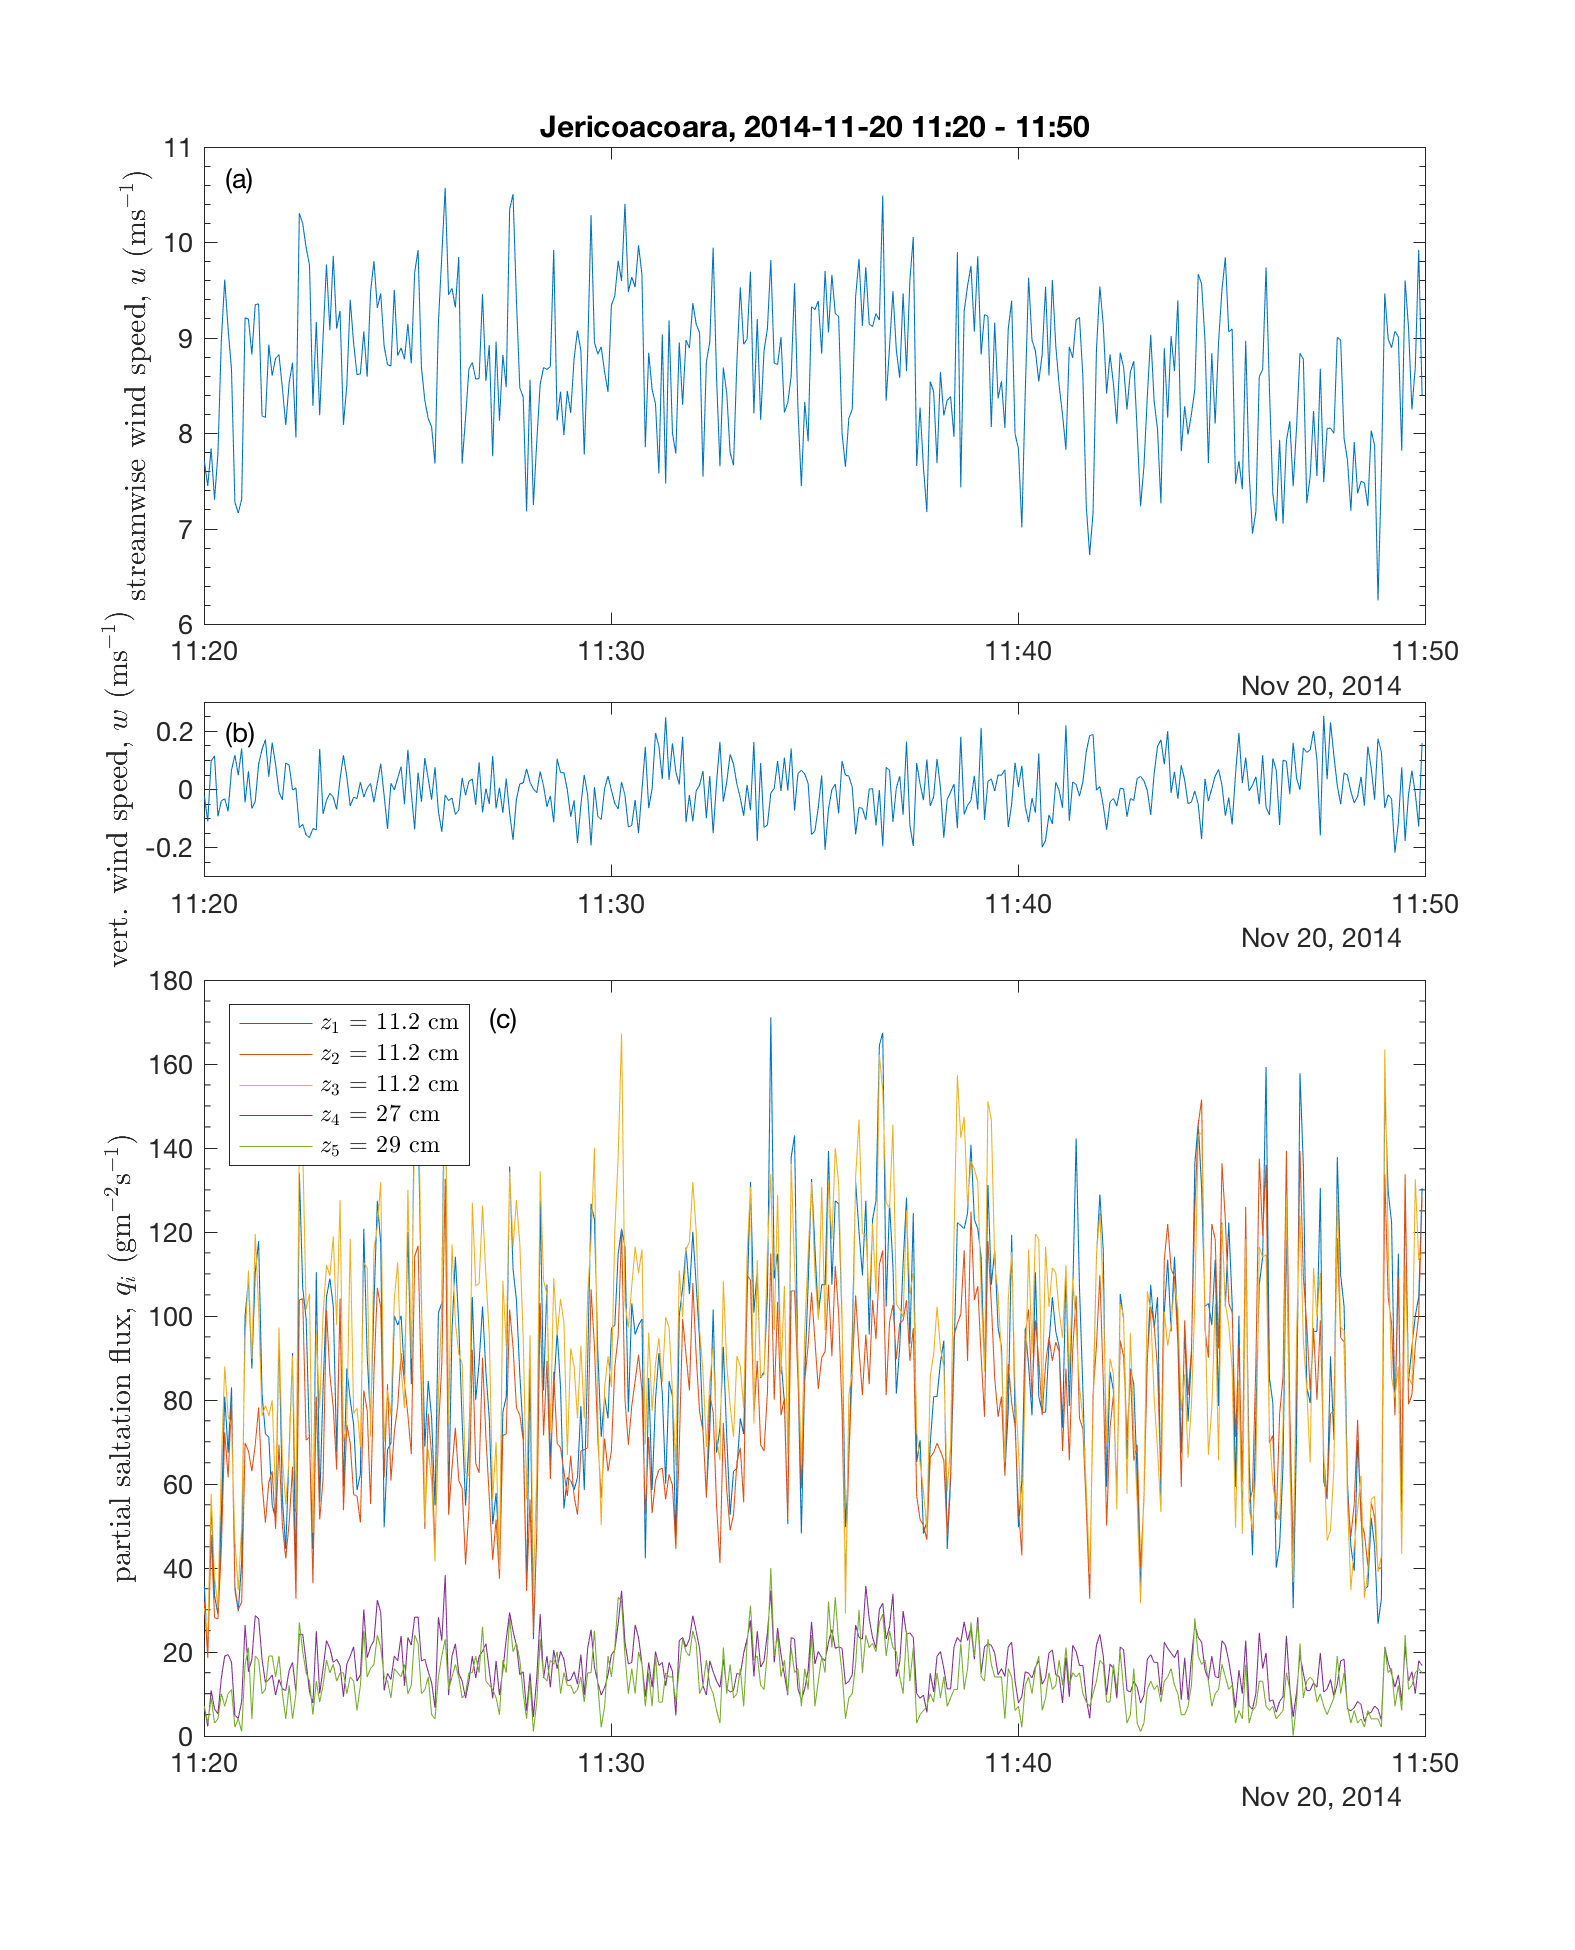 Jericoacoara, 2014-11-20 11:20 - 11:50
(a)
streamwise wind speed, u (ms⁻¹)
11
10
9
8
7
6
11:20 11:30 11:40 11:50
Nov 20, 2014
(b)
vert. wind speed, w (ms⁻¹)
0.2
0
-0.2
11:20 11:30 11:40 11:50
Nov 20, 2014
(c)
partial saltation flux, qᵢ (gm⁻²s⁻¹)
180
160
140
120
100
80
60
40
20
0
z₁ = 11.2 cm
z₂ = 11.2 cm
z₃ = 11.2 cm
z₄ = 27 cm
z₅ = 29 cm
11:20 11:30 11:40 11:50
Nov 20, 2014